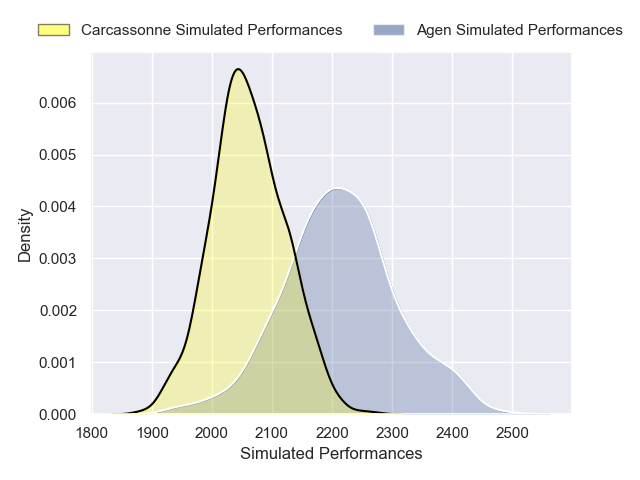 Carcassonne Simulated Performances Agen Simulated Performances
0.006
0.005
0.004
0.003
0.002
0.001
0.000
Density
1800 1900 2000 2100 2200 2300 2400 2500
Simulated Performances